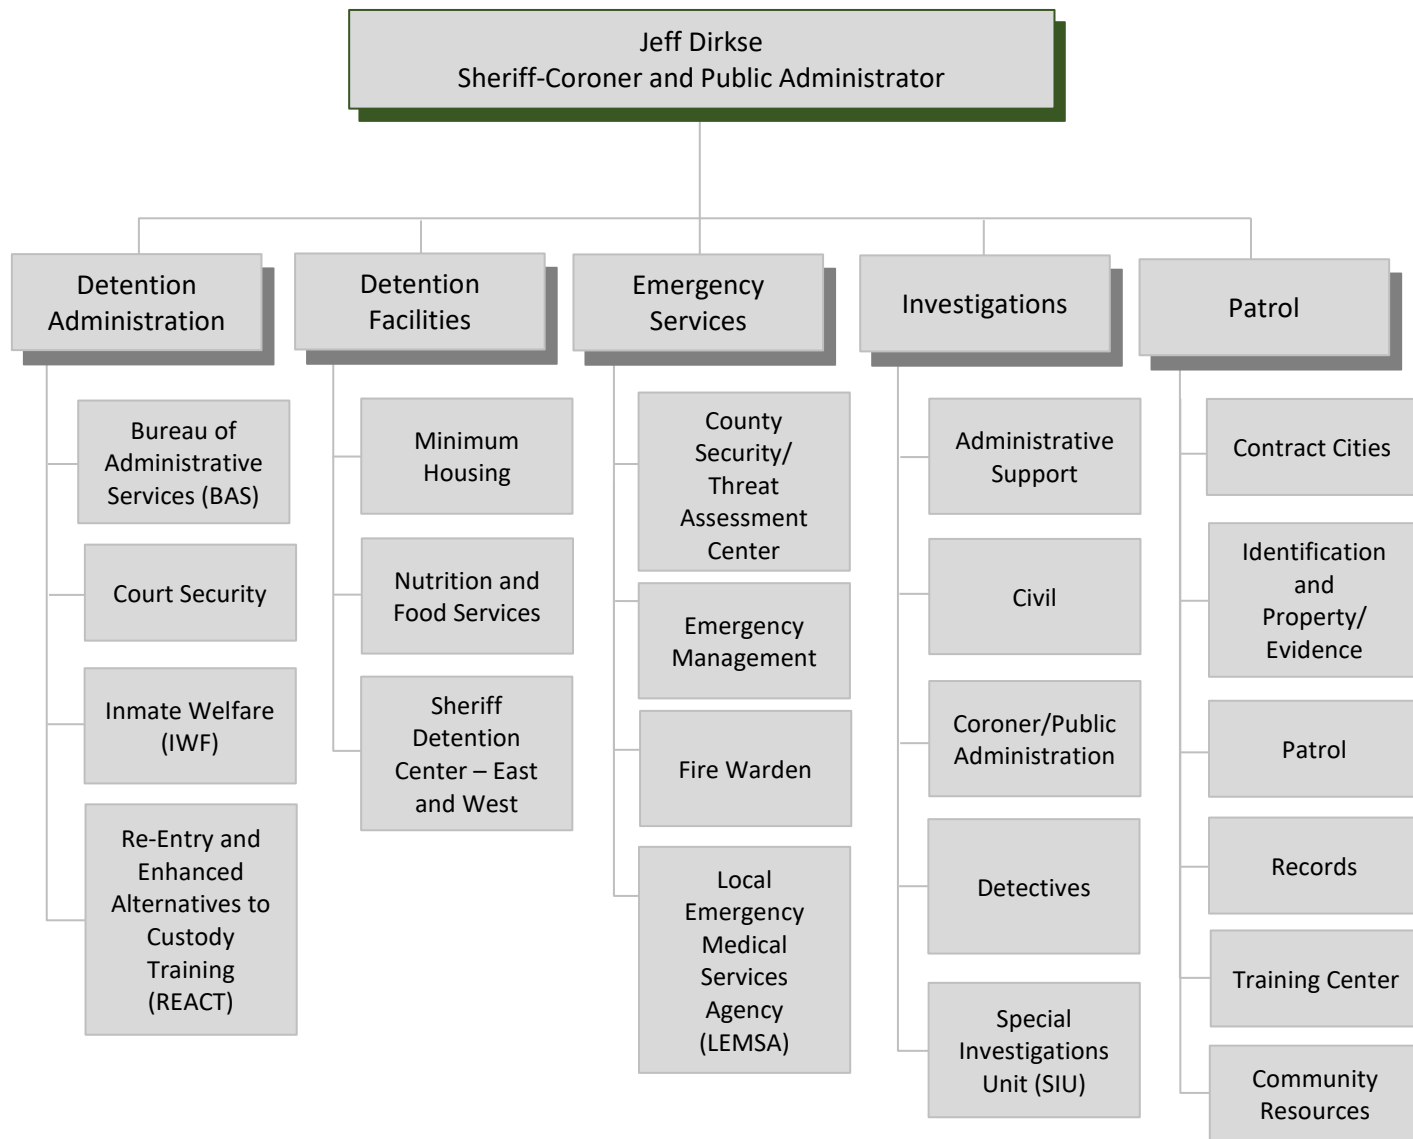 Jeff Dirkse
Sheriff-Coroner and Public Administrator
Detention
Administration
Detention
Facilities
Emergency
Services
Investigations
Patrol
Bureau of
Administrative
Services (BAS)
Court Security
Inmate Welfare
(IWF)
Re-Entry and
Enhanced
Alternatives to
Custody
Training
(REACT)
Minimum
Housing
Nutrition and
Food Services
Sheriff
Detention
Center – East
and West
County
Security/
Threat
Assessment
Center
Emergency
Management
Fire Warden
Local
Emergency
Medical
Services
Agency
(LEMSA)
Administrative
Support
Civil
Coroner/Public
Administration
Detectives
Special
Investigations
Unit (SIU)
Contract Cities
Identification
and
Property/
Evidence
Patrol
Records
Training Center
Community
Resources